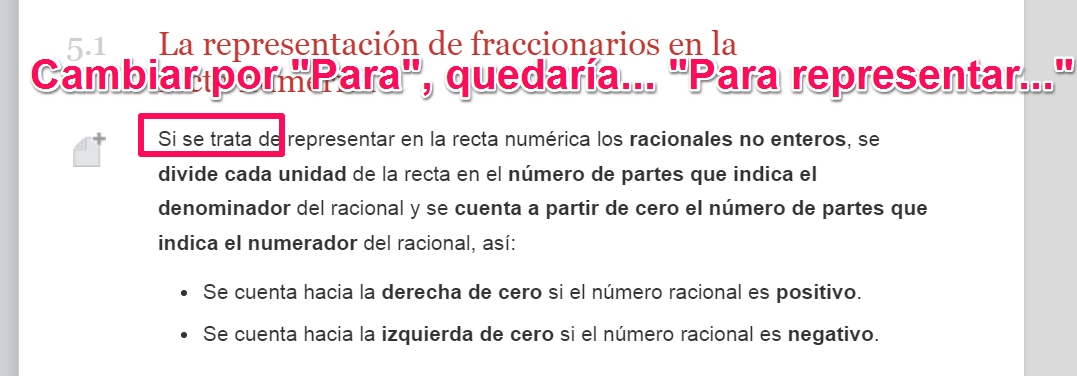 5.1
La representación de fraccionarios en la
Cambiar por "Para", quedaría... "Para representar..."
Si se trata de representar en la recta numérica los racionales no enteros, se
divide cada unidad de la recta en el número de partes que indica el
denominador del racional y se cuenta a partir de cero el número de partes que
indica el numerador del racional, así:
• Se cuenta hacia la derecha de cero si el número racional es positivo.
• Se cuenta hacia la izquierda de cero si el número racional es negativo.